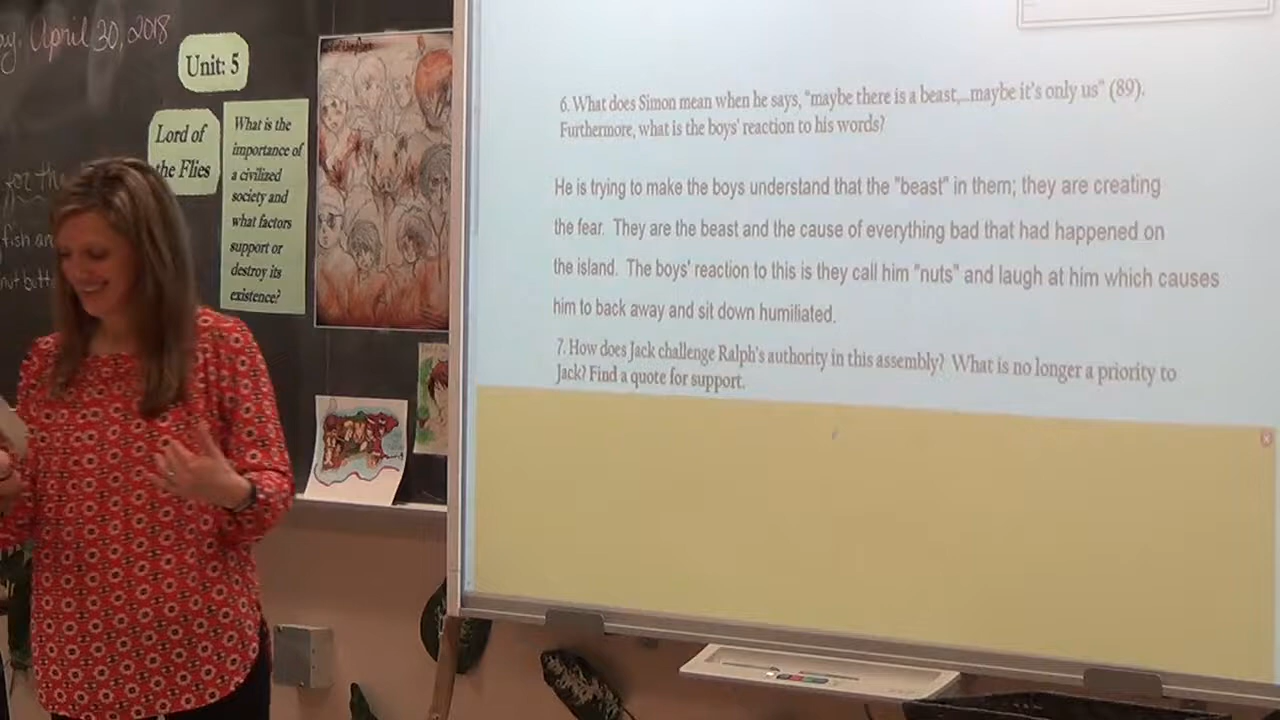 April 30, 2018
Unit: 5
Lord of
the Flies
What is the
importance of
a civilized
society and
what factors
support or
destroy its
existence?
for the
fish
6. What does Simon mean when he says, "maybe there is a beast,...maybe it's only us" (89).
Furthermore, what is the boys' reaction to his words?
He is trying to make the boys understand that the "beast" in them; they are creating
the fear. They are the beast and the cause of everything bad that had happened on
the island. The boys' reaction to this is they call him "nuts" and laugh at him which causes
him to back away and sit down humiliated.
7. How does Jack challenge Ralph's authority in this assembly? What is no longer a priority to
Jack? Find a quote for support.